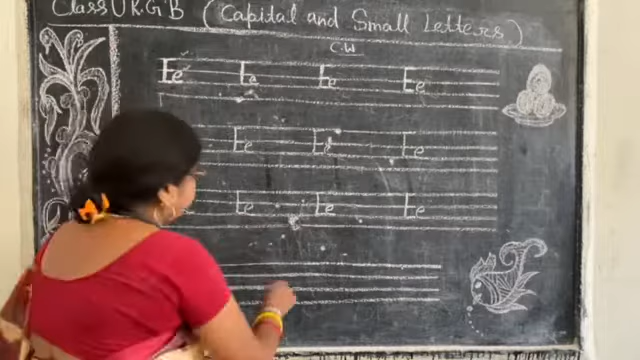 Class U.K.G B (Capital and Small Letters)
C.W
Ee Ee Ee Ee
Ee Ee Ee
Ee Ee Ee